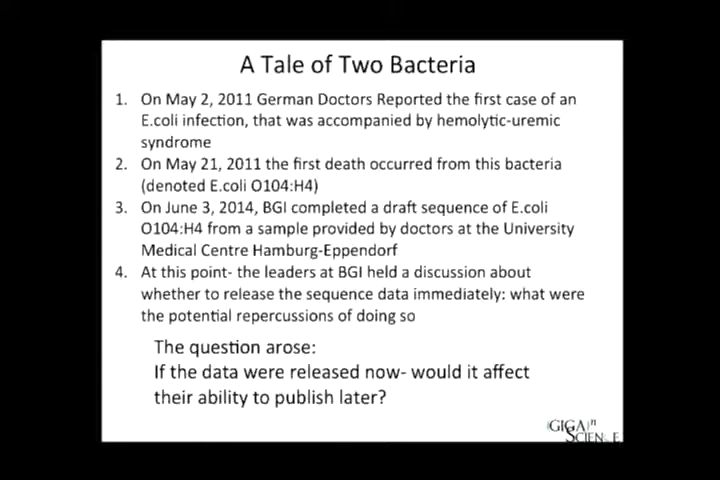 A Tale of Two Bacteria
1. On May 2, 2011 German Doctors Reported the first case of an
E.coli infection, that was accompanied by hemolytic-uremic
syndrome
2. On May 21, 2011 the first death occurred from this bacteria
(denoted E.coli O104:H4)
3. On June 3, 2014, BGI completed a draft sequence of E.coli
O104:H4 from a sample provided by doctors at the University
Medical Centre Hamburg-Eppendorf
4. At this point- the leaders at BGI held a discussion about
whether to release the sequence data immediately: what were
the potential repercussions of doing so
The question arose:
If the data were released now- would it affect
their ability to publish later?
(GIGA)n
SCIENCE